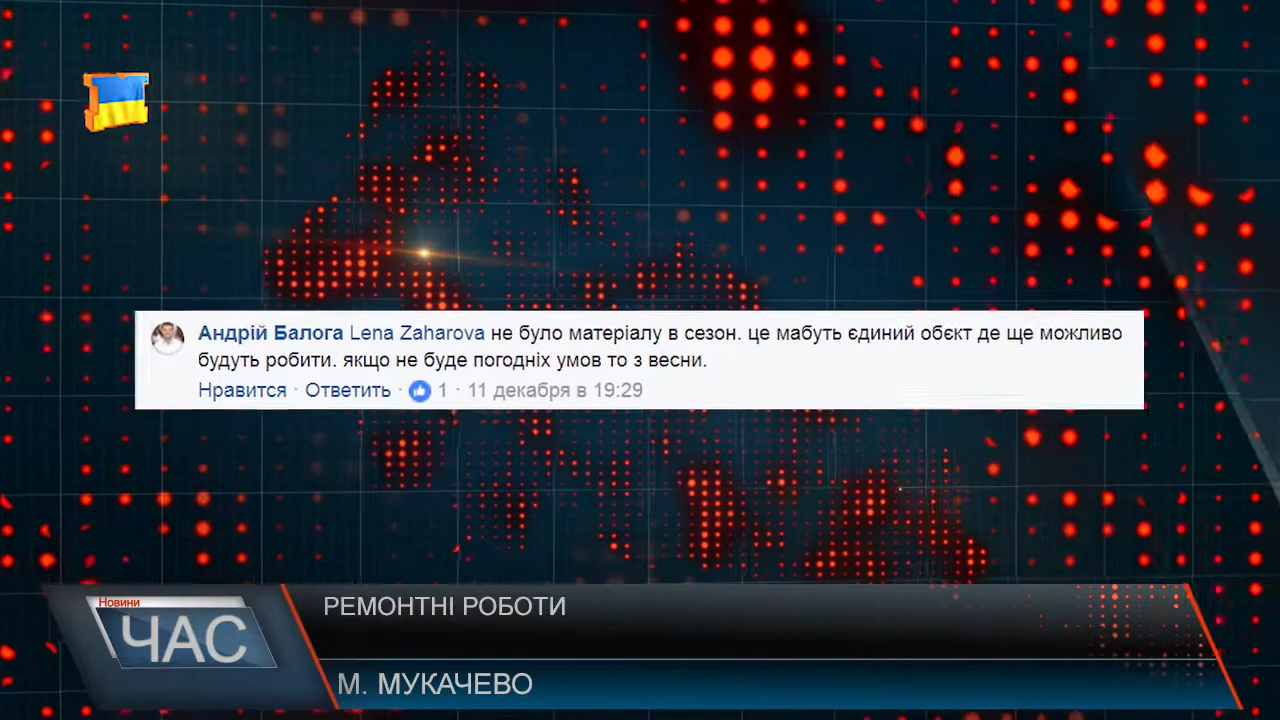 Андрій Балога Lena Zaharova не було матеріалу в сезон. це мабуть єдиний обєкт де ще можливо
будуть робити. якщо не буде погодніх умов то з весни.
Нравится · Ответить · 1 · 11 декабря в 19:29
РЕМОНТНІ РОБОТИ
Новини
ЧАС
М. МУКАЧЕВО